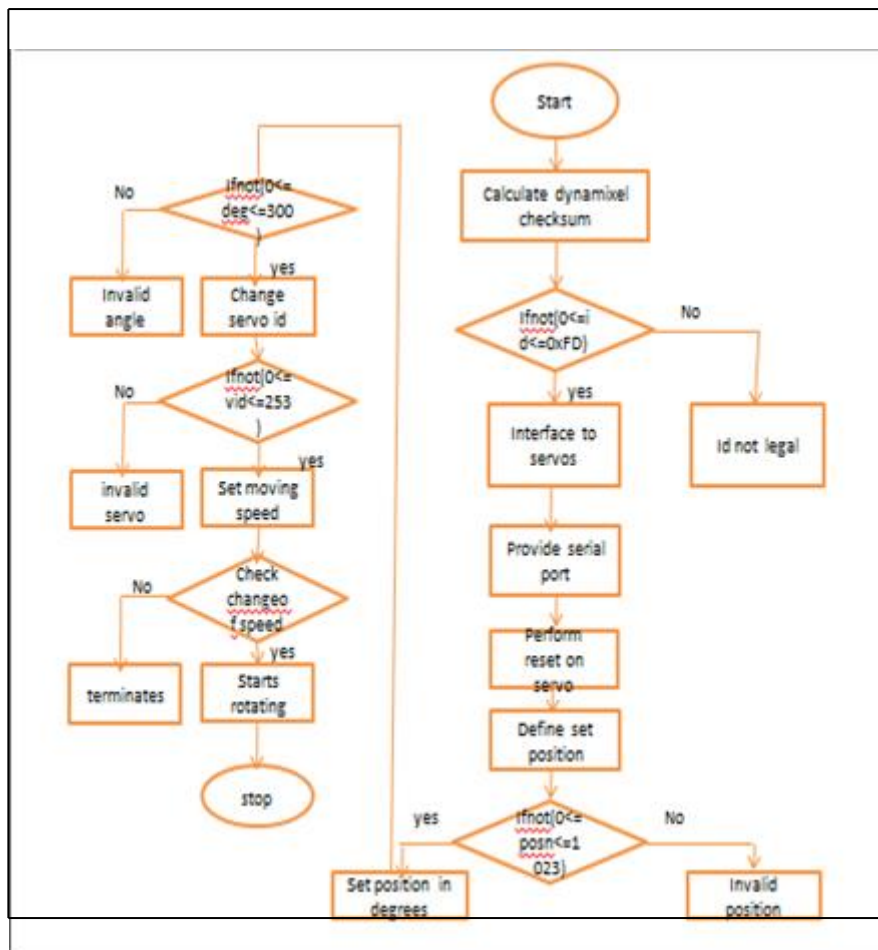 Start
Calculate dynamixel
checksum
Ifnot(0<=i
d<=0xFD)
No
yes
Id not legal
Interface to
servos
Provide serial
port
Perform
reset on
servo
Define set
position
Ifnot(0<=
posn<=1
023)
yes
No
Invalid
position
Set position in
degrees
Ifnot(0<=
deg<=300
)
No
yes
Invalid
angle
Change
servo id
Ifnot(0<=
vid<=253
)
No
yes
invalid
servo
Set moving
speed
Check
changeo
f speed
No
yes
terminates
Starts
rotating
stop